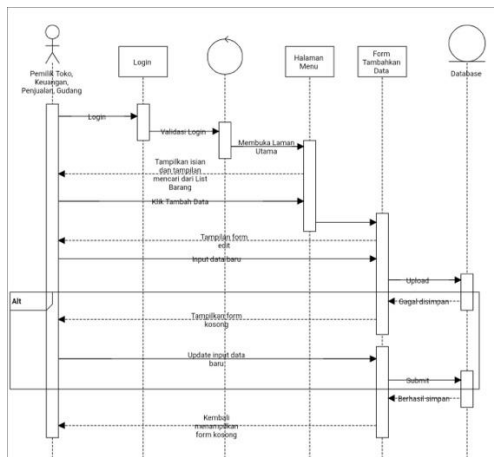 Pemilik Toko,
Keuangan,
Penjualan, Gudang
Login
Halaman
Menu
Form
Tambahkan
Data
Database
Login
Validasi Login
Membuka Laman
Utama
Tampilkan isian
dan tampilan
mencari dari List
Barang
Klik Tambah Data
Tampilan form
edit
Input data baru
Upload
Gagal disimpan
Alt
Tampilkan form
kosong
Update input data
baru
Submit
Berhasil simpan
Kembali
menampilkan
form kosong